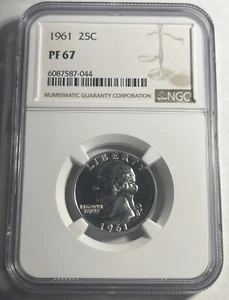 1961 25C
PF 67
6087587-044
NUMISMATIC GUARANTY CORPORATION
NGC
LIBERTY
IN GOD WE
TRUST
1961